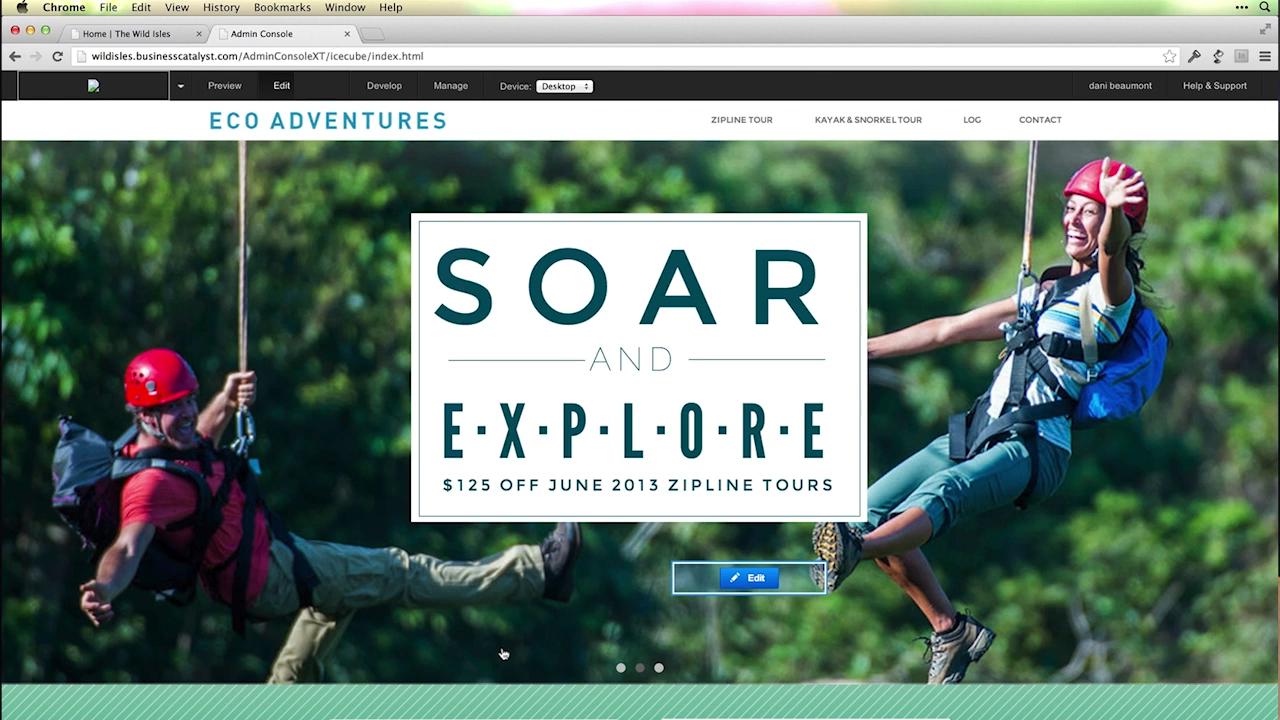 Chrome File Edit View History Bookmarks Window Help
Home | The Wild Isles
Admin Console
wildisles.businesscatalyst.com/AdminConsoleXT/icecube/index.html
Preview Edit Develop Manage Device: Desktop dani beaumont Help & Support
ECO ADVENTURES
ZIPLINE TOUR KAYAK & SNORKEL TOUR LOG CONTACT
SOAR
AND
E·X·P·L·O·R·E
$125 OFF JUNE 2013 ZIPLINE TOURS
Edit